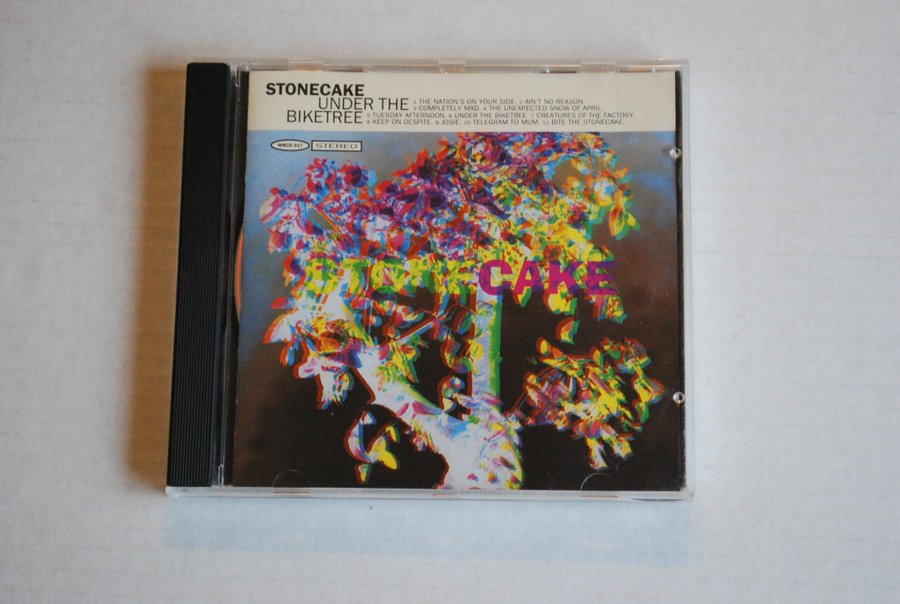 STONECAKE
UNDER THE
BIKETREE
1 THE NATION'S ON YOUR SIDE. 2 AIN'T NO REASON.
3 COMPLETELY MAD. 4 THE UNEXPECTED SNOW OF APRIL.
5 TUESDAY AFTERNOON. 6 UNDER THE BIKETREE. 7 CREATURES OF THE FACTORY.
8 KEEP ON DESPITE. 9 JOSIE. 10 TELEGRAM TO MUM. 11 BITE THE STONECAKE.
STEREO
STONECAKE